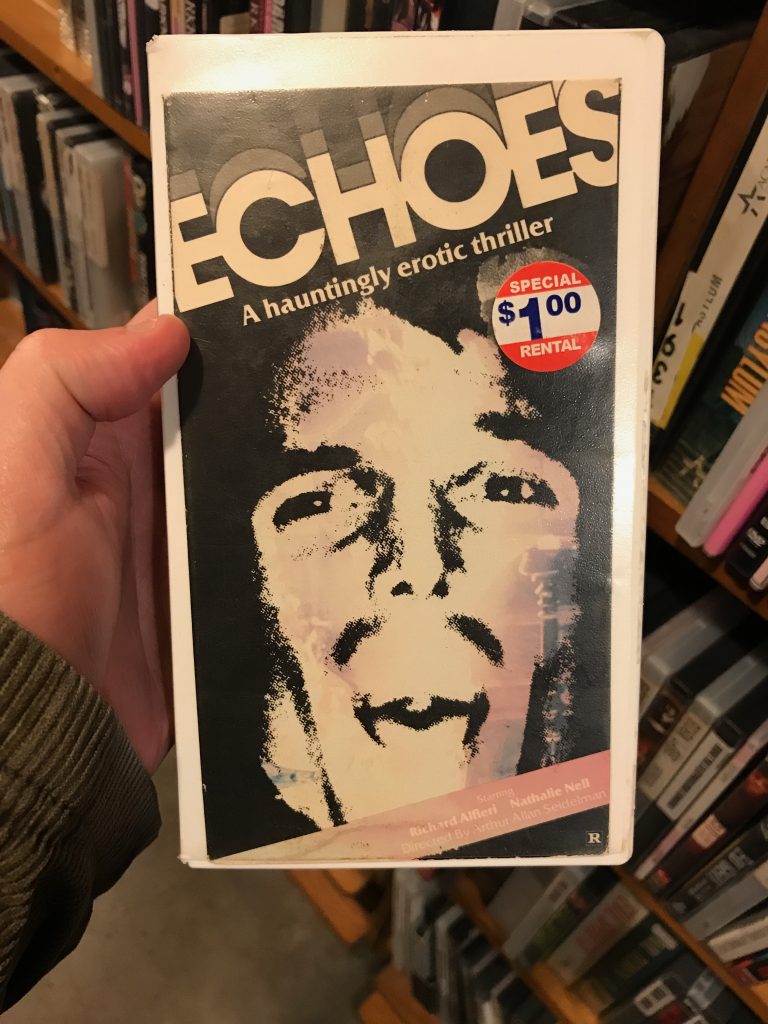 ECHOES
A hauntingly erotic thriller
SPECIAL
$1.00
RENTAL
Starring
Richard Alfieri Nathalie Nell
Directed By Arthur Allan Seidelman
R